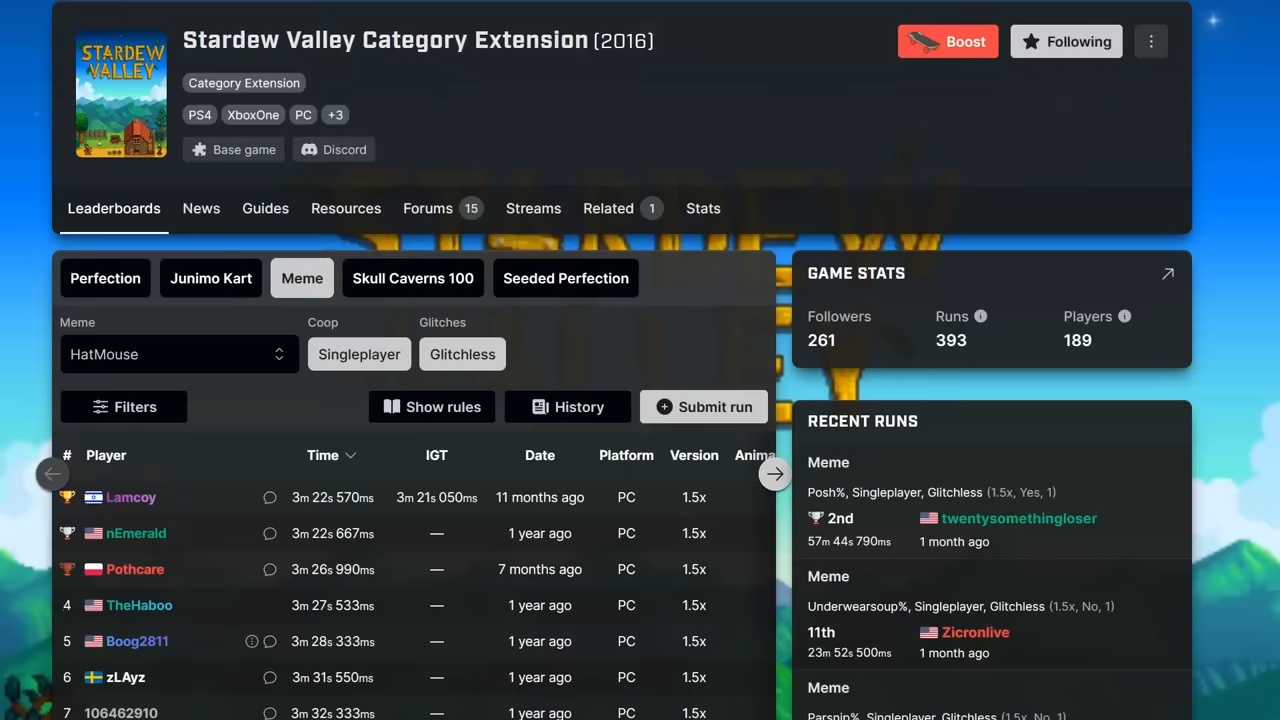 STARDEW
VALLEY
Stardew Valley Category Extension (2016)
Boost
Following
Category Extension
PS4
XboxOne
PC
+3
Base game
Discord
Leaderboards
News
Guides
Resources
Forums 15
Streams
Related 1
Stats
Perfection
Junimo Kart
Meme
Skull Caverns 100
Seeded Perfection
Meme
Coop
Glitches
HatMouse
Singleplayer
Glitchless
Filters
Show rules
History
Submit run
# Player Time IGT Date Platform Version Anima
Lamcoy 3m 22s 570ms 3m 21s 050ms 11 months ago PC 1.5x
nEmerald 3m 22s 667ms — 1 year ago PC 1.5x
Pothcare 3m 26s 990ms — 7 months ago PC 1.5x
4 TheHaboo 3m 27s 533ms — 1 year ago PC 1.5x
5 Boog2811 3m 28s 333ms — 1 year ago PC 1.5x
6 zLAyz 3m 31s 550ms — 1 year ago PC 1.5x
7 106462910 3m 32s 333ms — 1 year ago PC 1.5x
GAME STATS
Followers Runs Players
261 393 189
RECENT RUNS
Meme
Posh%, Singleplayer, Glitchless (1.5x, Yes, 1)
2nd twentysomethingloser
57m 44s 790ms 1 month ago
Meme
Underwearsoup%, Singleplayer, Glitchless (1.5x, No, 1)
11th Zicronlive
23m 52s 500ms 1 month ago
Meme
Parsnip%, Singleplayer, Glitchless (1.5x, No, 1)